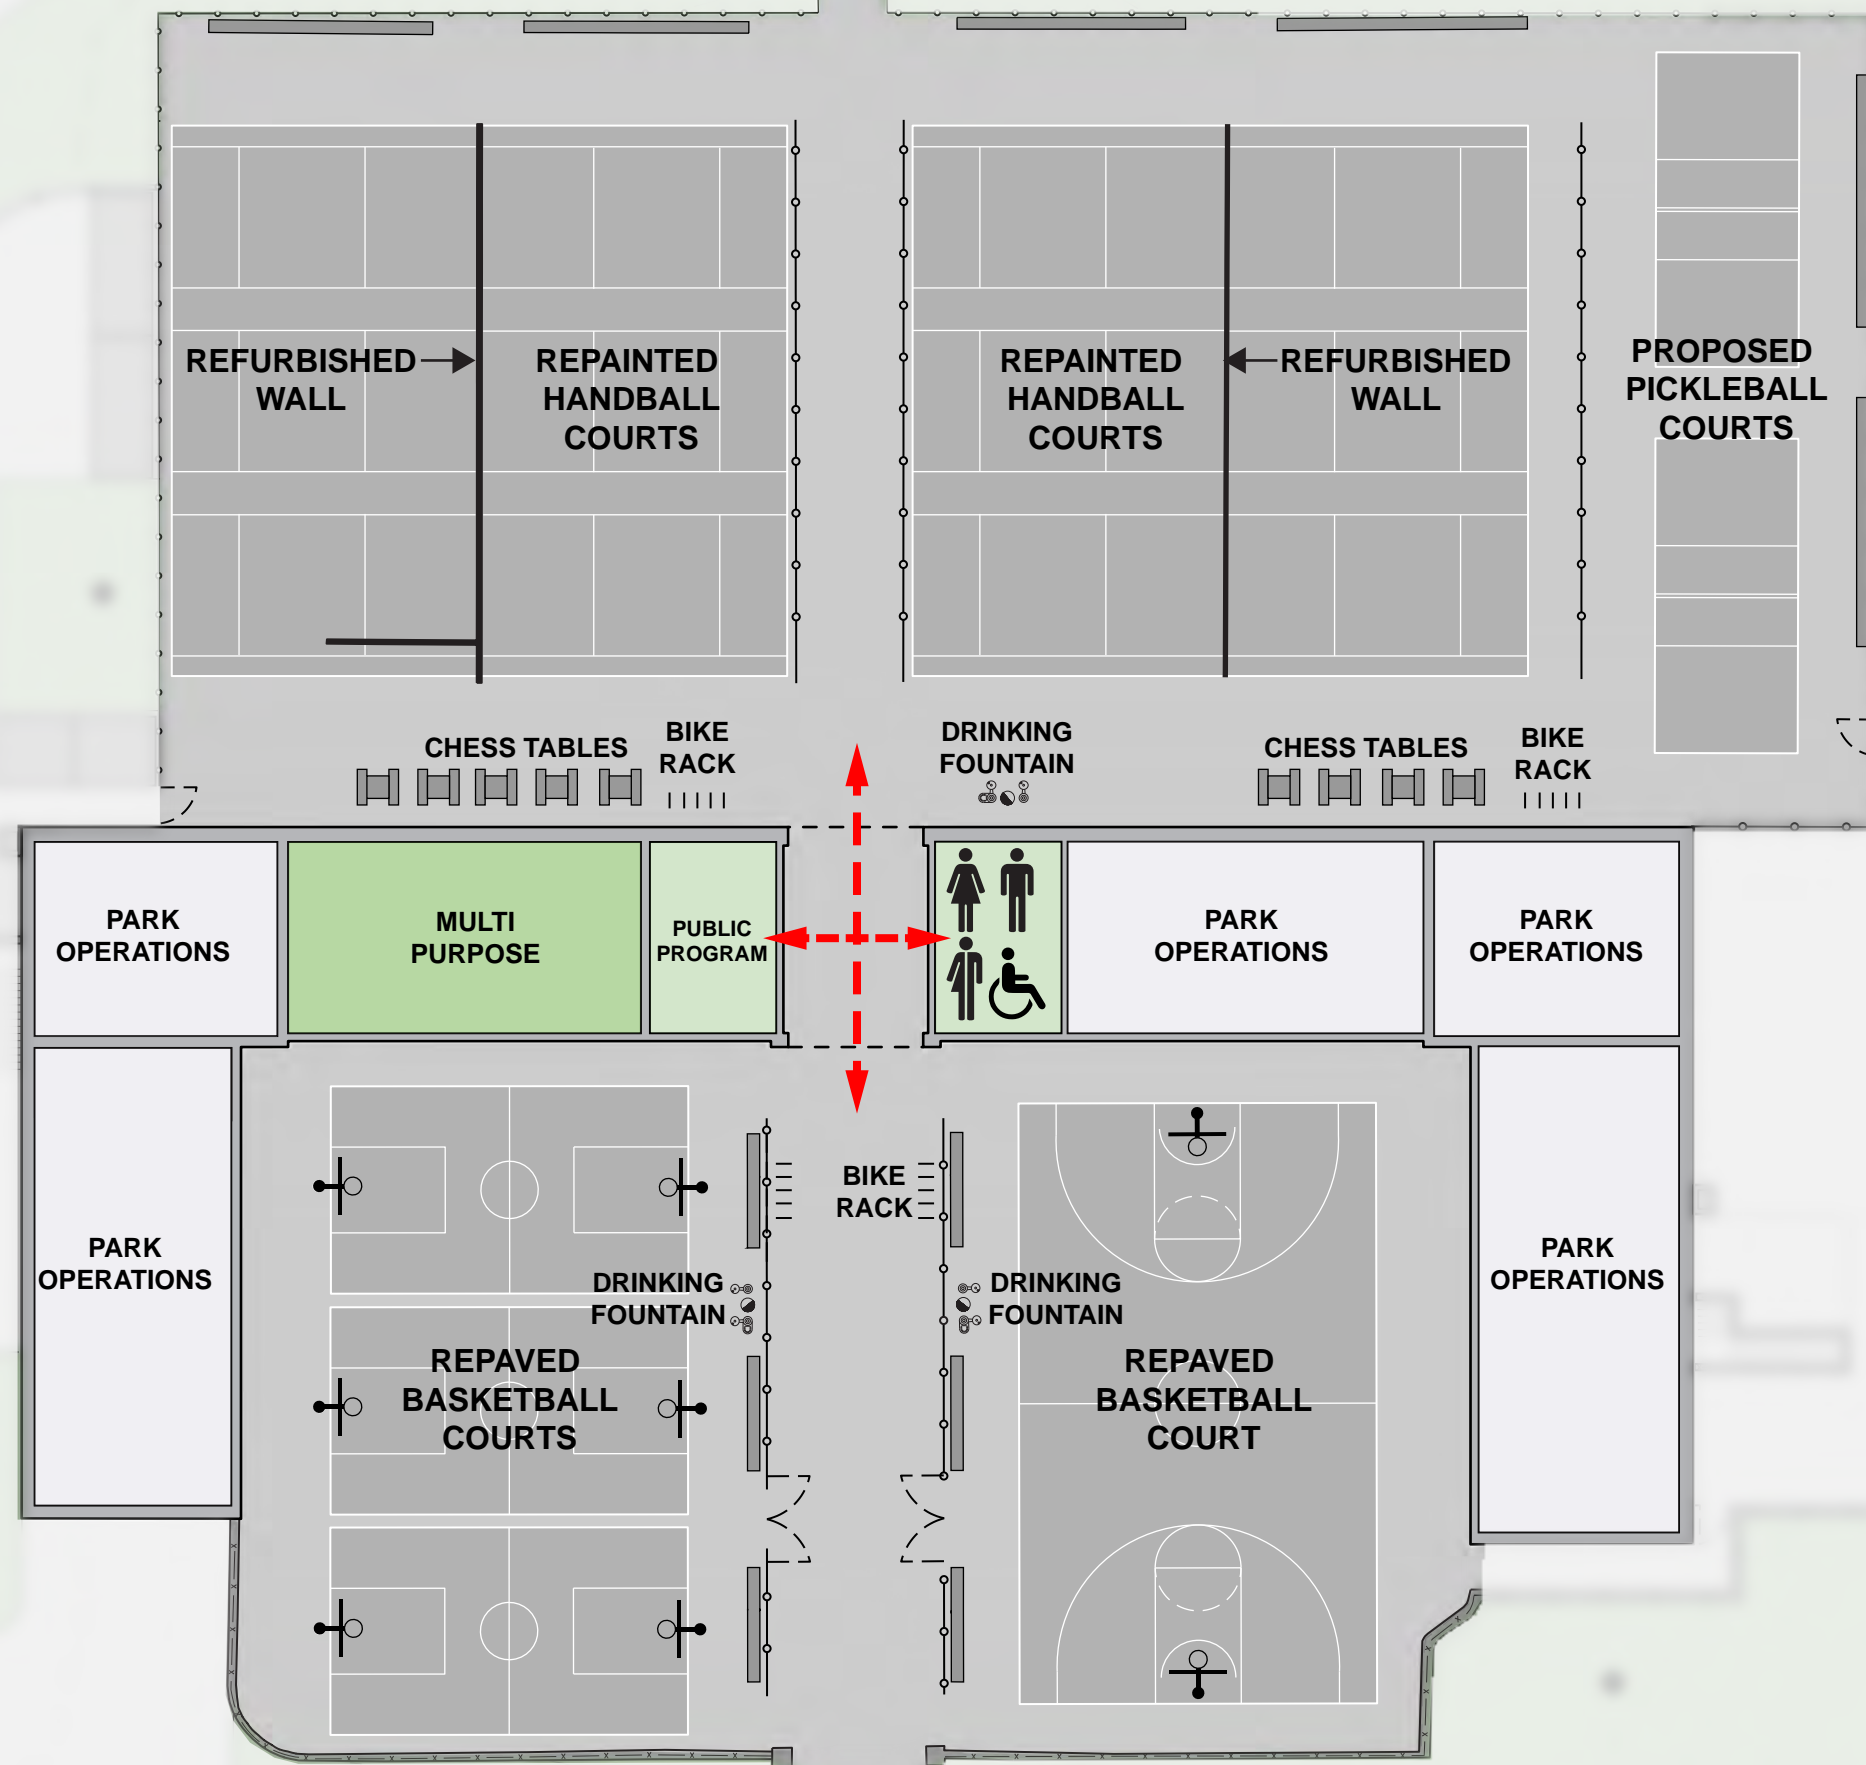 REFURBISHED
WALL
REPAINTED
HANDBALL
COURTS
REPAINTED
HANDBALL
COURTS
REFURBISHED
WALL
PROPOSED
PICKLEBALL
COURTS
CHESS TABLES
BIKE
RACK
DRINKING
FOUNTAIN
CHESS TABLES
BIKE
RACK
PARK
OPERATIONS
MULTI
PURPOSE
PUBLIC
PROGRAM
PARK
OPERATIONS
PARK
OPERATIONS
PARK
OPERATIONS
BIKE
RACK
DRINKING
FOUNTAIN
DRINKING
FOUNTAIN
PARK
OPERATIONS
REPAVED
BASKETBALL
COURTS
REPAVED
BASKETBALL
COURT